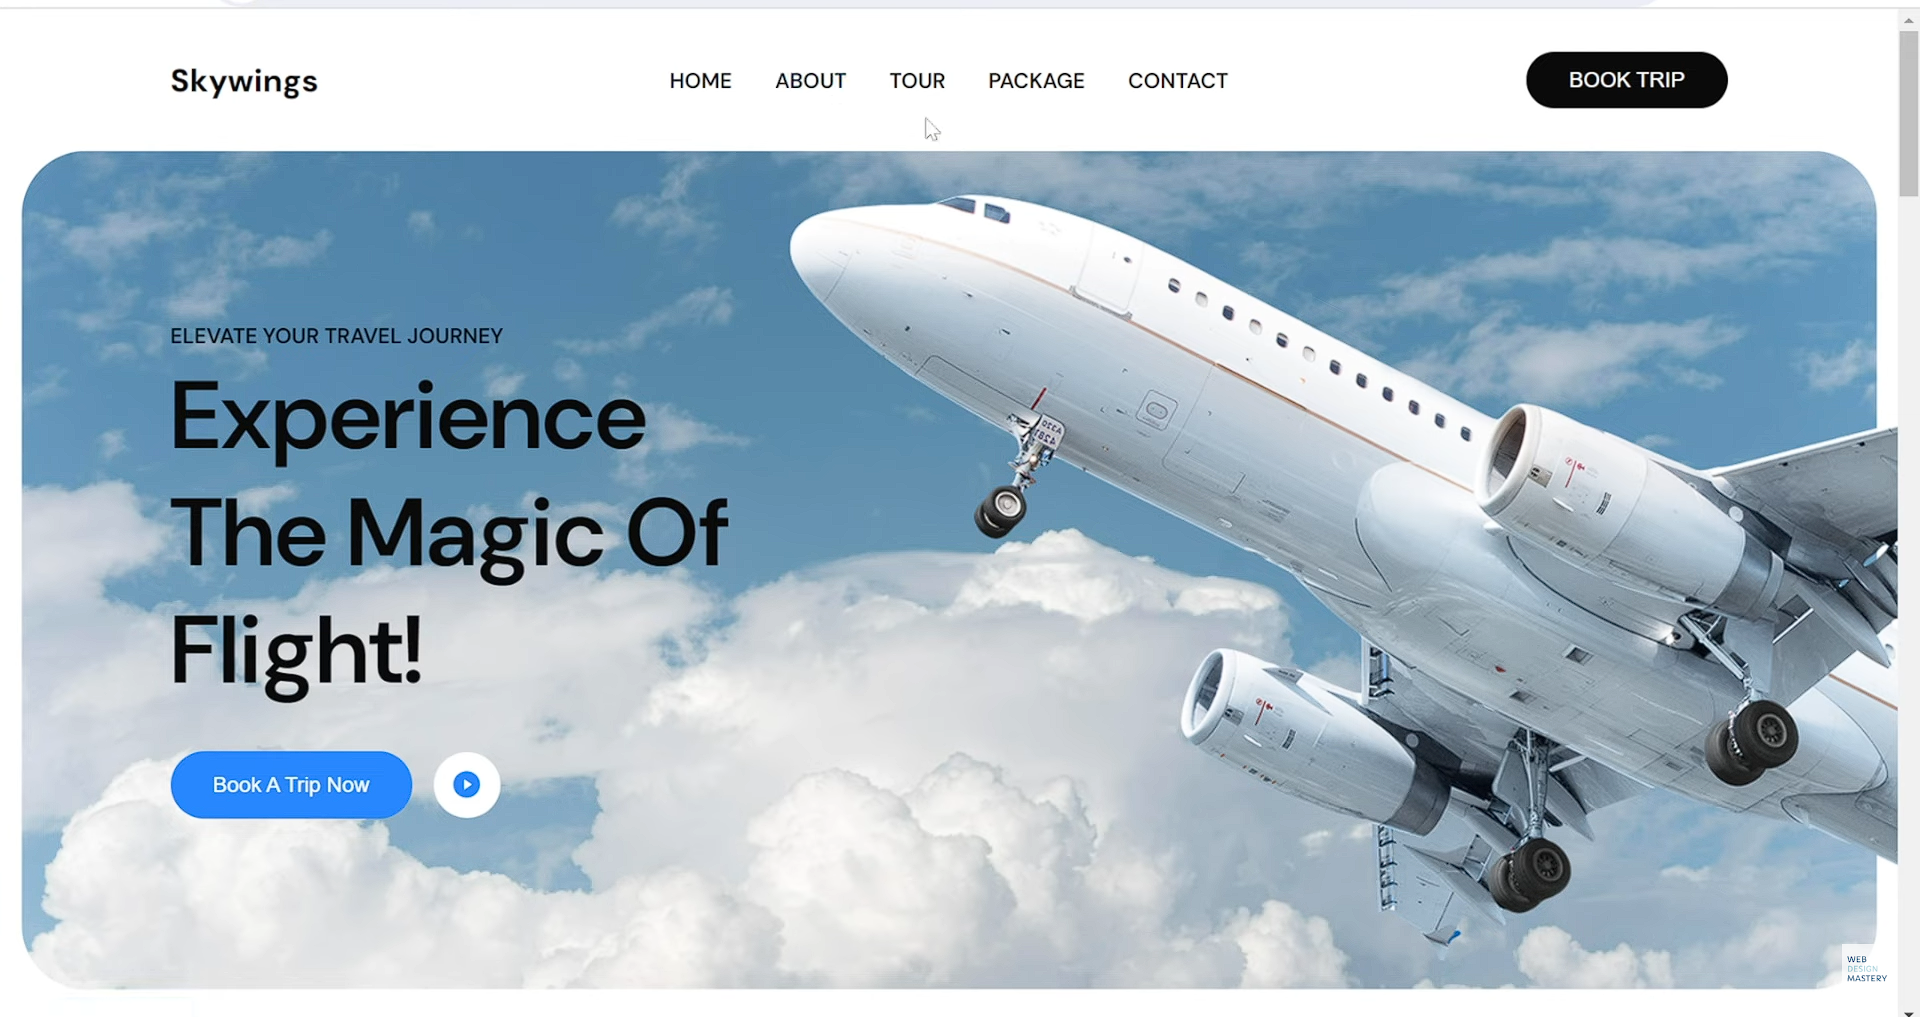 Skywings
HOME ABOUT TOUR PACKAGE CONTACT
BOOK TRIP
ELEVATE YOUR TRAVEL JOURNEY
Experience
The Magic Of
Flight!
Book A Trip Now
WEB
DESIGN
MASTERY